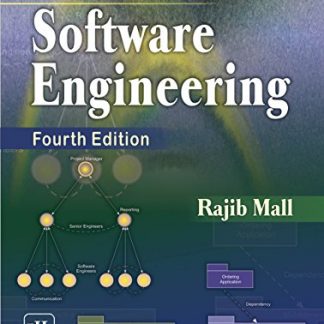 Software
Engineering
Fourth Edition
Project Manager
Reporting
Senior Engineers
Rajib Mall
Software
Engineers
Ordering
Application
Dependency
Communication